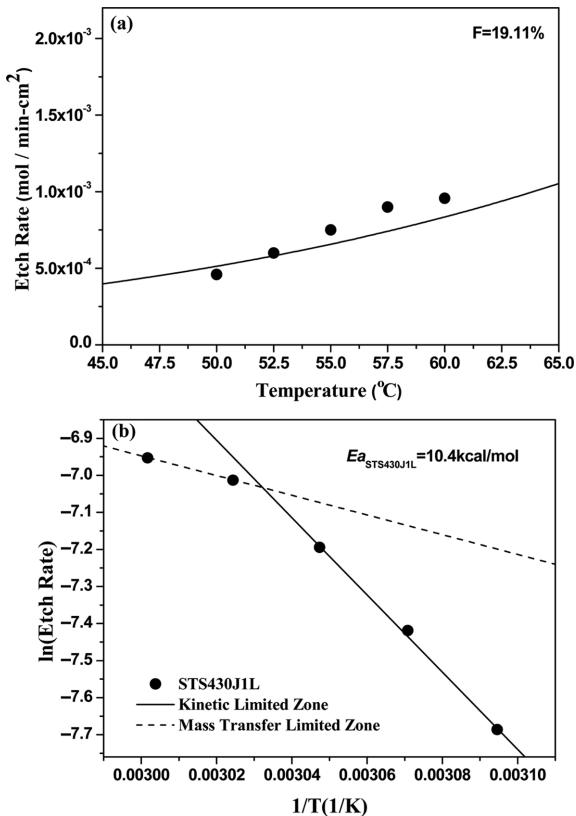 (a)
F=19.11%
2.0x10⁻³
1.5x10⁻³
1.0x10⁻³
5.0x10⁻⁴
0.0
Etch Rate (mol / min-cm²)
45.0 47.5 50.0 52.5 55.0 57.5 60.0 62.5 65.0
Temperature (°C)
(b)
Ea STS430J1L=10.4kcal/mol
−6.9
−7.0
−7.1
−7.2
−7.3
−7.4
−7.5
−7.6
−7.7
ln(Etch Rate)
STS430J1L
Kinetic Limited Zone
Mass Transfer Limited Zone
0.00300 0.00302 0.00304 0.00306 0.00308 0.00310
1/T(1/K)